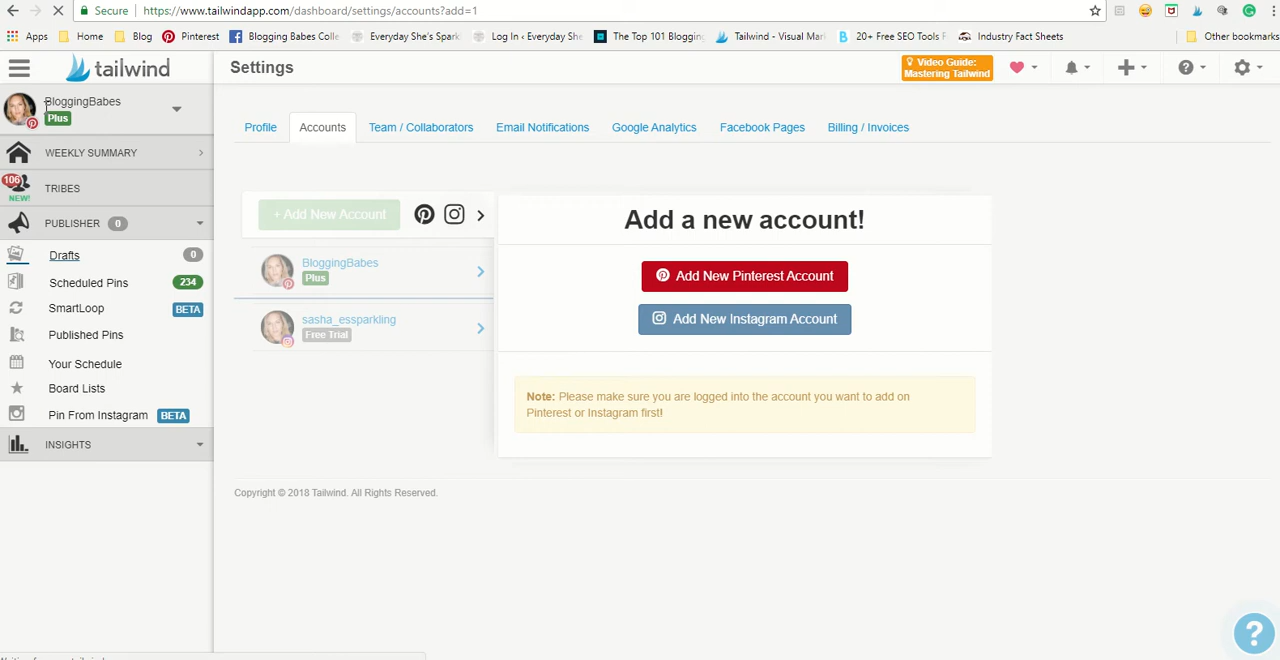 Secure
https://www.tailwindapp.com/dashboard/settings/accounts?add=1
Apps
Home
Blog
Pinterest
Blogging Babes Colle
Everyday She's Spark
Log In ‹ Everyday She
The Top 101 Blogging
Tailwind - Visual Mark
20+ Free SEO Tools F
Industry Fact Sheets
Other bookmarks
tailwind
Settings
Video Guide:
Mastering Tailwind
BloggingBabes
Plus
Profile
Accounts
Team / Collaborators
Email Notifications
Google Analytics
Facebook Pages
Billing / Invoices
WEEKLY SUMMARY
106
NEW!
TRIBES
PUBLISHER 0
Drafts 0
Scheduled Pins 234
SmartLoop BETA
Published Pins
Your Schedule
Board Lists
Pin From Instagram BETA
INSIGHTS
+ Add New Account
BloggingBabes
Plus
sasha_essparkling
Free Trial
Add a new account!
Add New Pinterest Account
Add New Instagram Account
Note: Please make sure you are logged into the account you want to add on
Pinterest or Instagram first!
Copyright © 2018 Tailwind. All Rights Reserved.
?